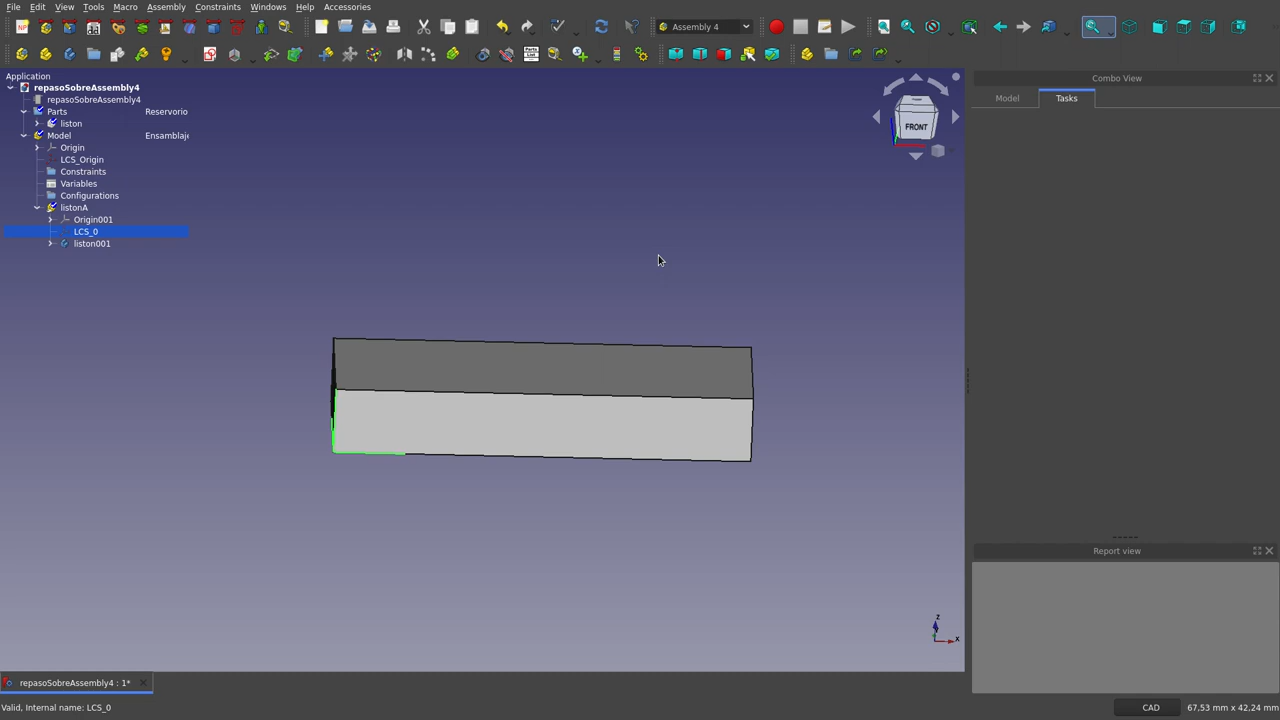 File Edit View Tools Macro Assembly Constraints Windows Help Accessories
Assembly 4
Application
repasoSobreAssembly4
repasoSobreAssembly4
Parts Reservorio
liston
Model Ensamblaje
Origin
LCS_Origin
Constraints
Variables
Configurations
listonA
Origin001
LCS_0
liston001
FRONT
Combo View
Model Tasks
Report view
z
x
repasoSobreAssembly4 : 1*
Valid, Internal name: LCS_0
CAD 67,53 mm x 42,24 mm